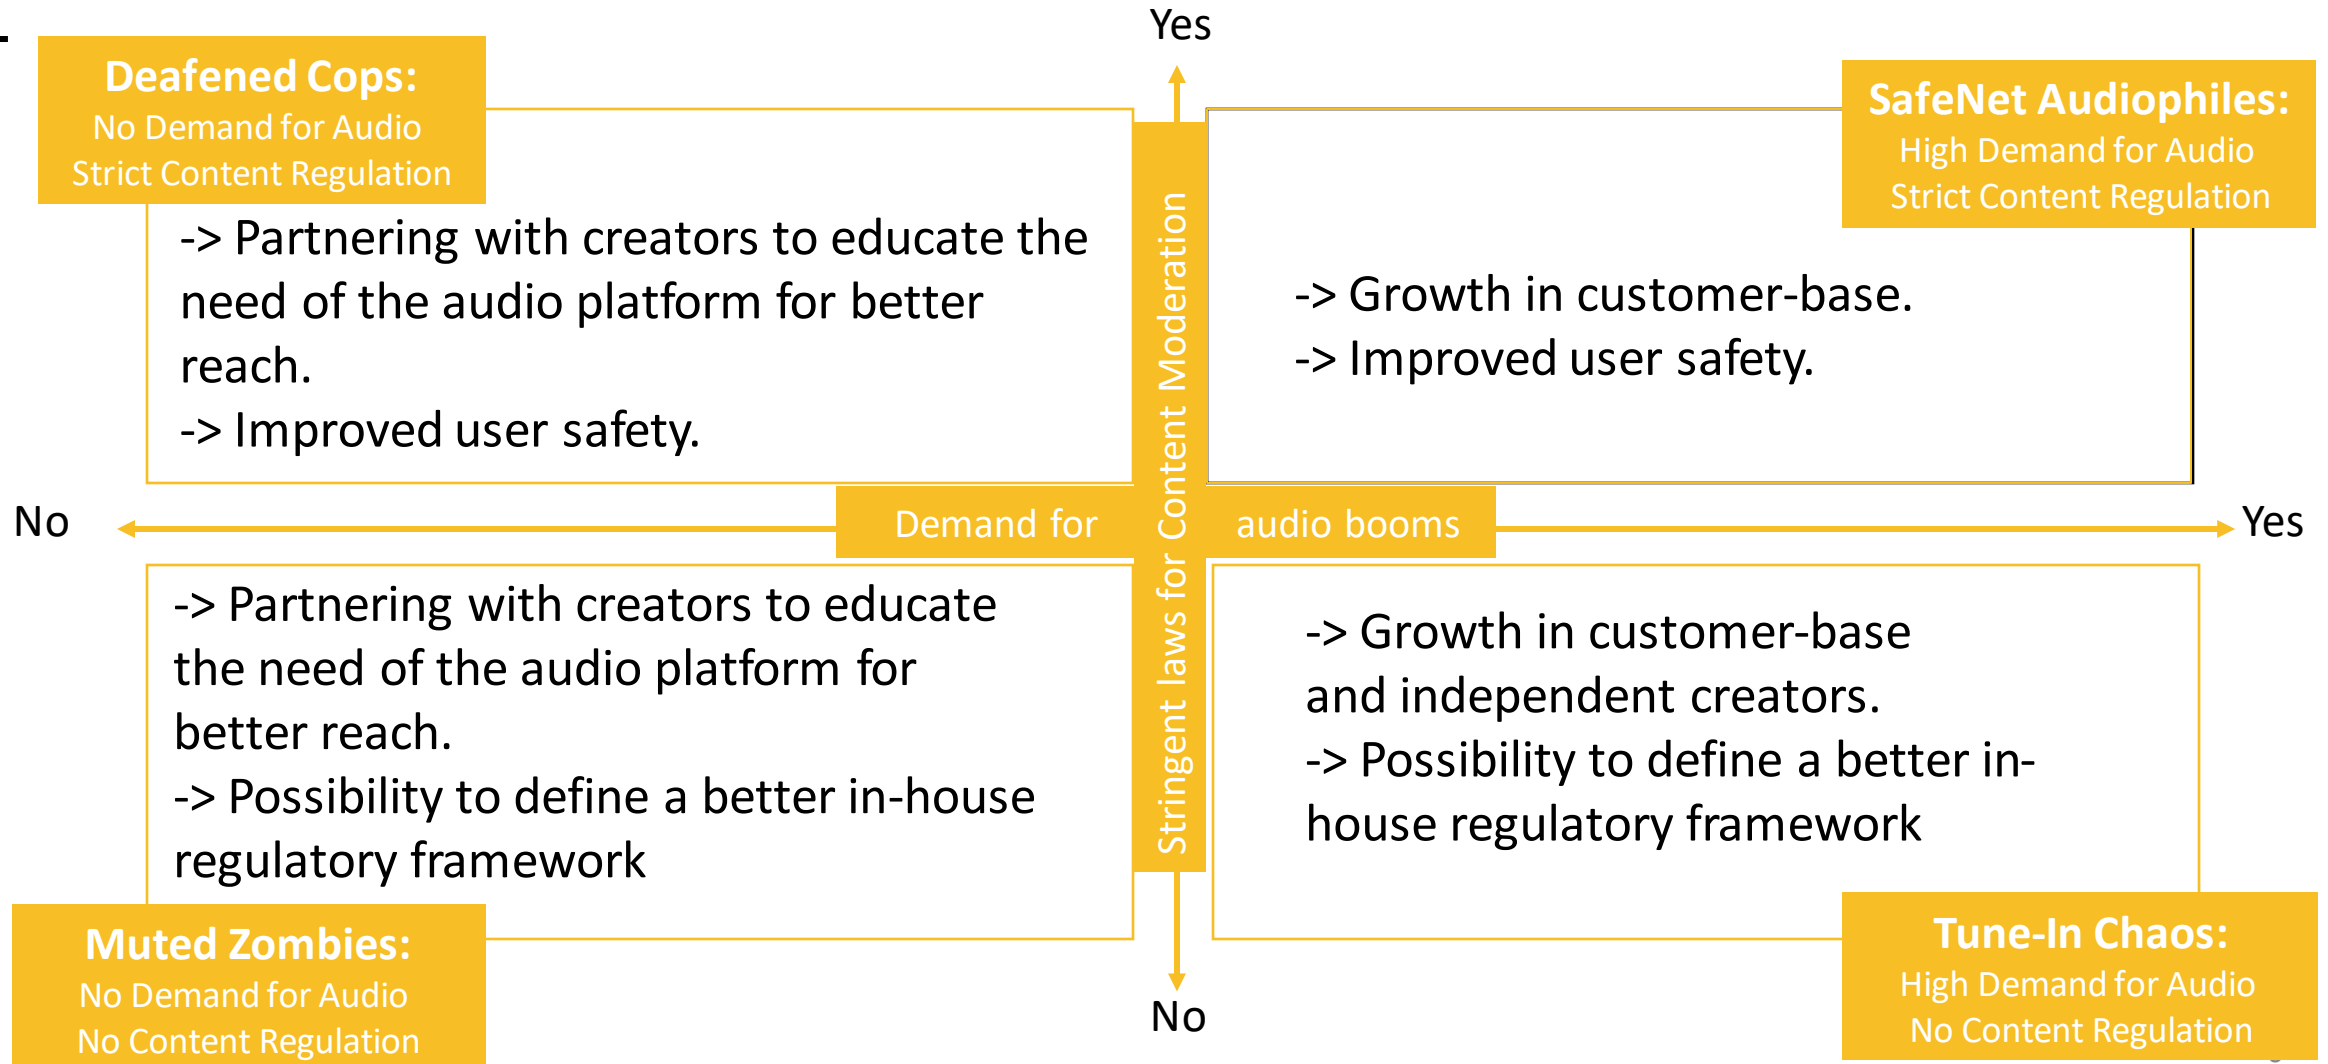 Yes
Deafened Cops:
No Demand for Audio
Strict Content Regulation
-> Partnering with creators to educate the
need of the audio platform for better
reach.
-> Improved user safety.
SafeNet Audiophiles:
High Demand for Audio
Strict Content Regulation
-> Growth in customer-base.
-> Improved user safety.
Stringent laws for Content Moderation
No
Demand for audio booms
Yes
-> Partnering with creators to educate
the need of the audio platform for
better reach.
-> Possibility to define a better in-house
regulatory framework
Muted Zombies:
No Demand for Audio
No Content Regulation
-> Growth in customer-base
and independent creators.
-> Possibility to define a better in-
house regulatory framework
Tune-In Chaos:
High Demand for Audio
No Content Regulation
No